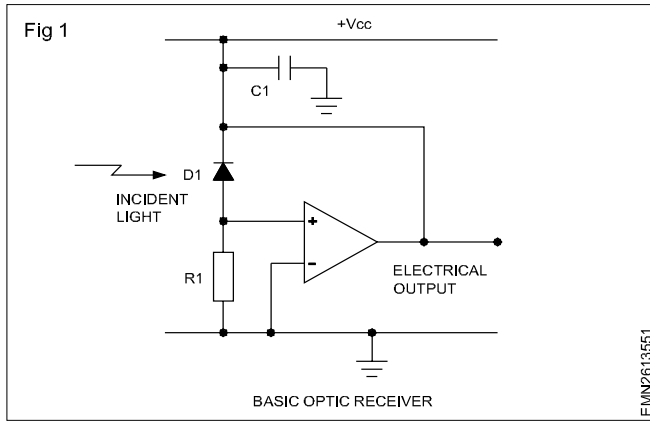 Fig 1
+Vcc
C1
D1
INCIDENT
LIGHT
+
-
R1
ELECTRICAL
OUTPUT
BASIC OPTIC RECEIVER
EMN2613551